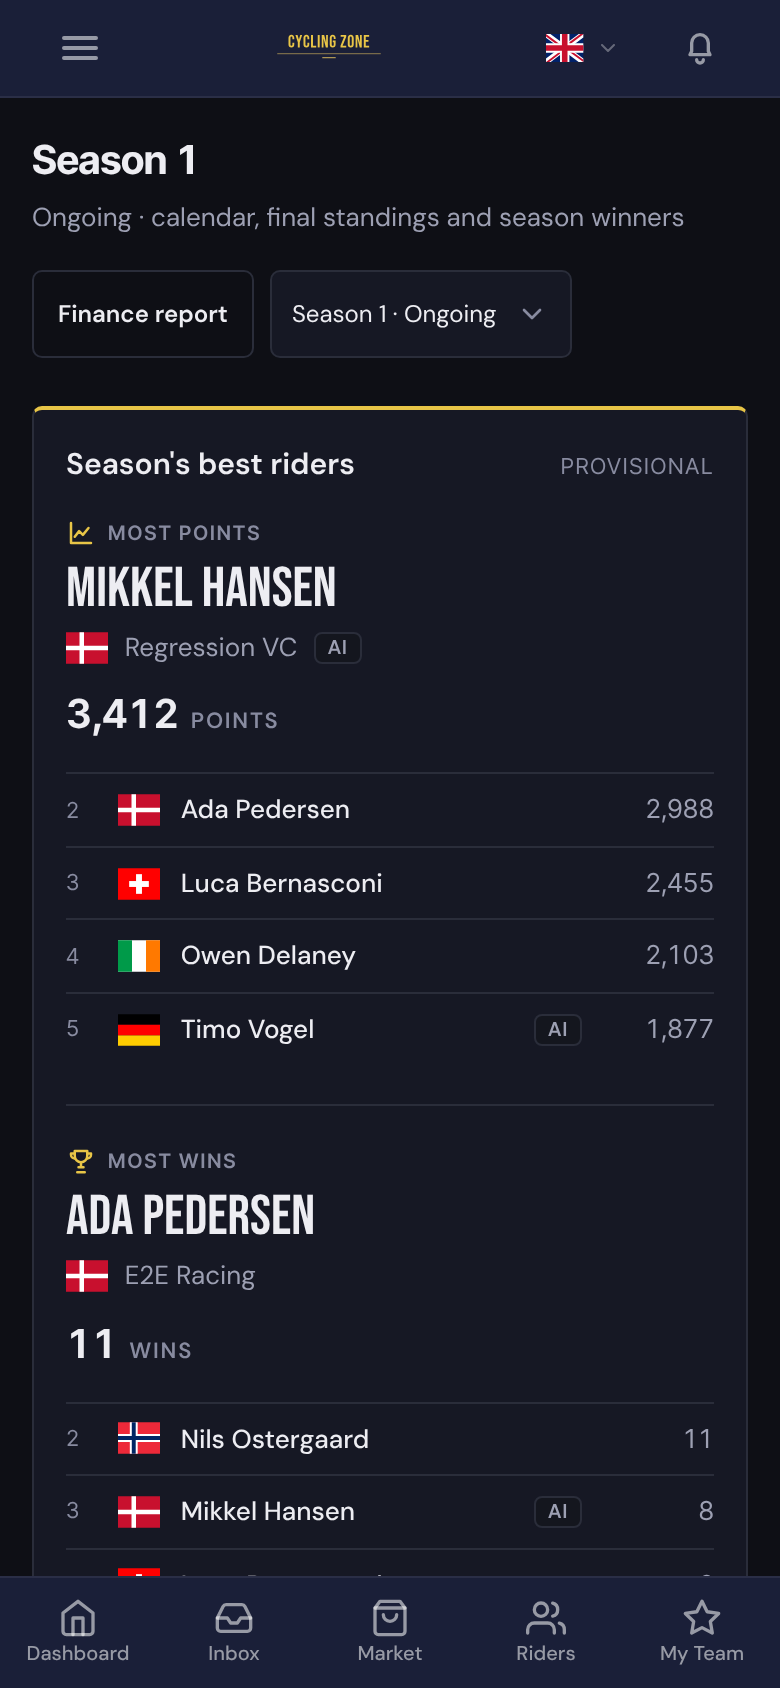 CYCLING ZONE
Season 1
Ongoing · calendar, final standings and season winners
Finance report
Season 1 · Ongoing
Season's best riders
PROVISIONAL
MOST POINTS
MIKKEL HANSEN
Regression VC AI
3,412 POINTS
2 Ada Pedersen 2,988
3 Luca Bernasconi 2,455
4 Owen Delaney 2,103
5 Timo Vogel AI 1,877
MOST WINS
ADA PEDERSEN
E2E Racing
11 WINS
2 Nils Ostergaard 11
3 Mikkel Hansen AI 8
Dashboard
Inbox
Market
Riders
My Team